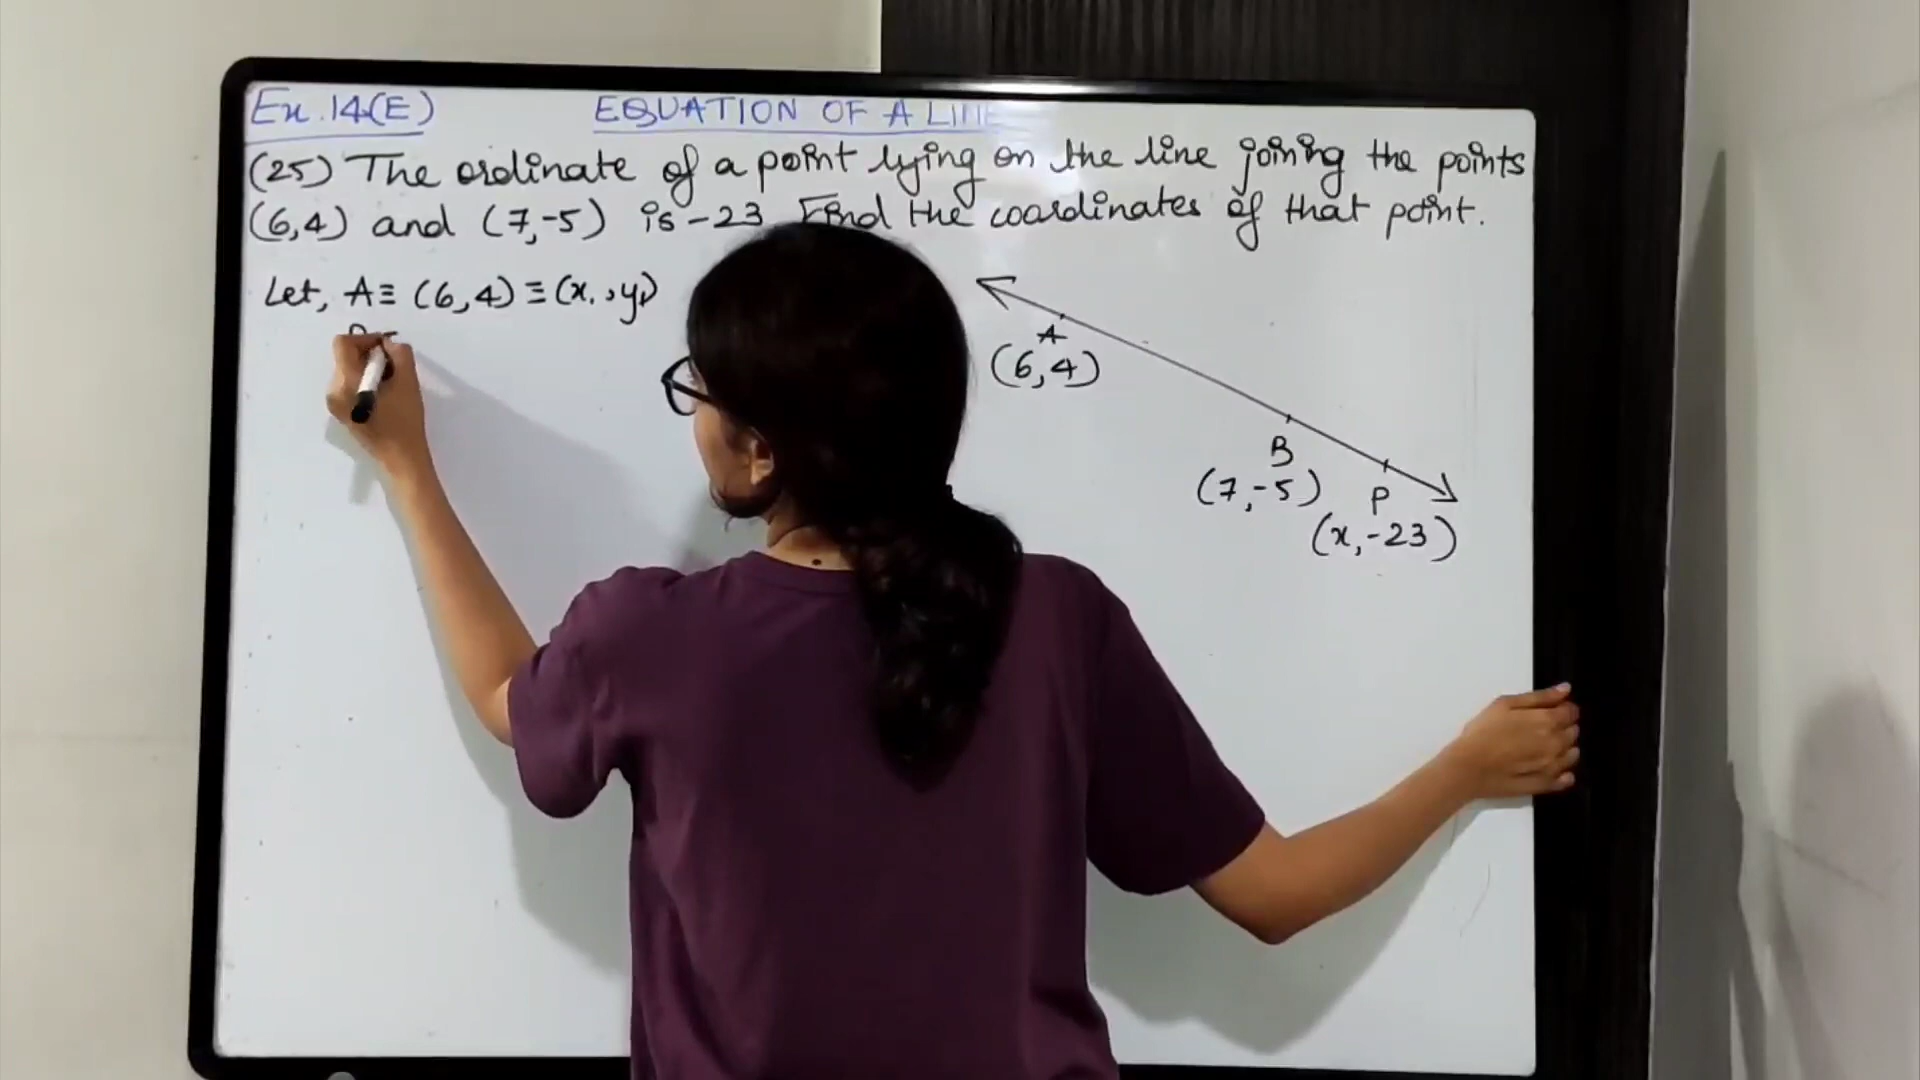 Ex.14(E) EQUATION OF A LINE
(25) The ordinate of a point lying on the line joining the points
(6,4) and (7,-5) is -23. Find the coordinates of that point.
Let, A≡ (6,4) ≡ (x₁,y₁)
A
(6,4)
B
(7,-5)
P
(x,-23)